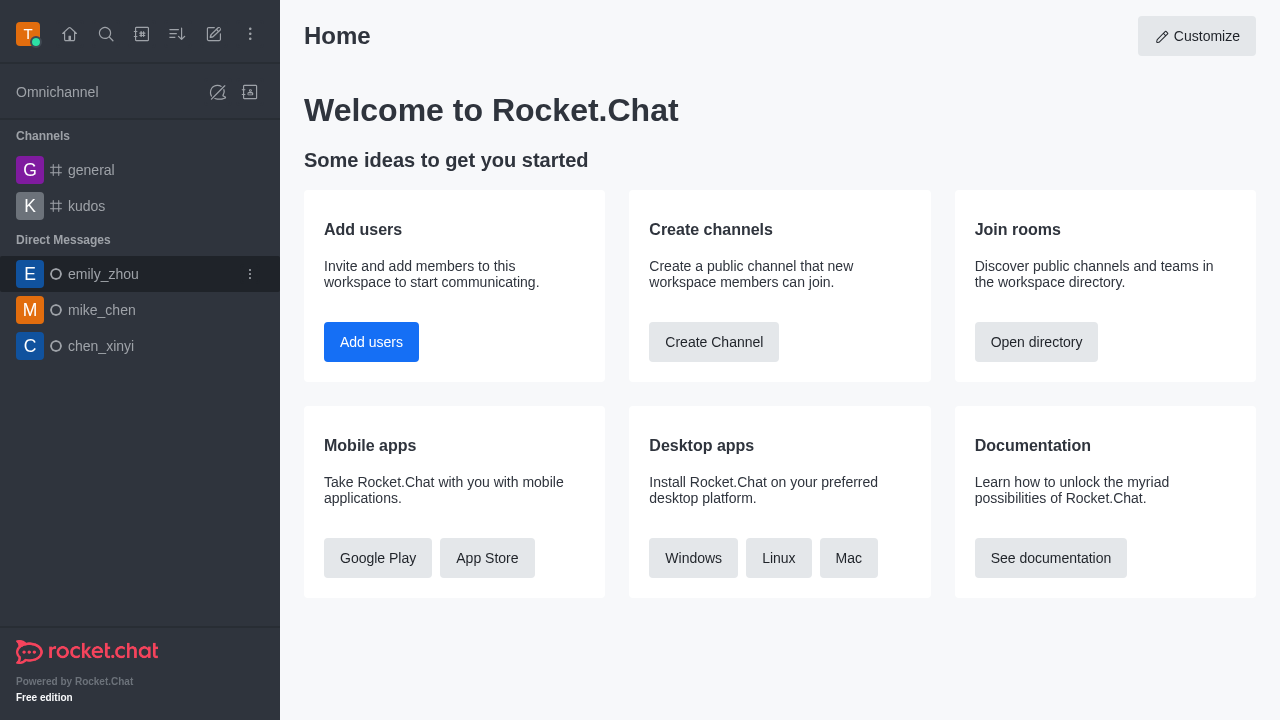 T
Home
Customize
Omnichannel
Channels
G general
K kudos
Direct Messages
E emily_zhou
M mike_chen
C chen_xinyi
Welcome to Rocket.Chat
Some ideas to get you started
Add users
Invite and add members to this
workspace to start communicating.
Add users
Create channels
Create a public channel that new
workspace members can join.
Create Channel
Join rooms
Discover public channels and teams in
the workspace directory.
Open directory
Mobile apps
Take Rocket.Chat with you with mobile
applications.
Google Play App Store
Desktop apps
Install Rocket.Chat on your preferred
desktop platform.
Windows Linux Mac
Documentation
Learn how to unlock the myriad
possibilities of Rocket.Chat.
See documentation
rocket.chat
Powered by Rocket.Chat
Free edition